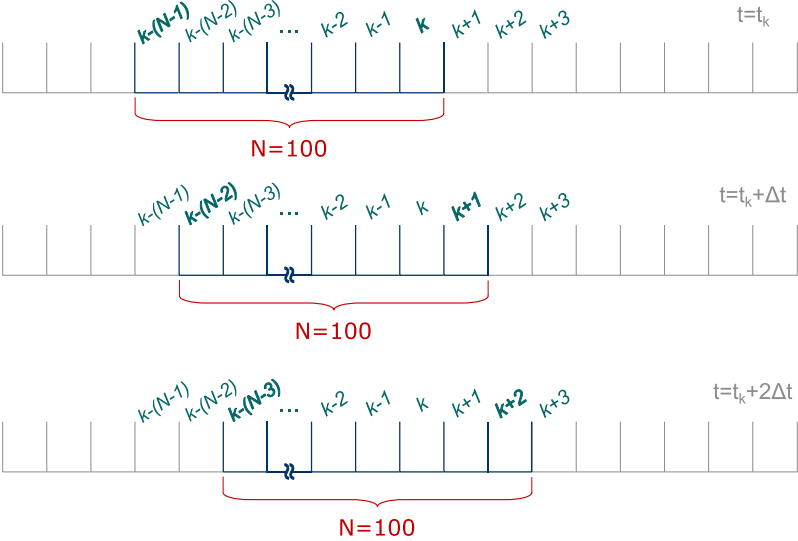 k-(N-1) k-(N-2) k-(N-3) ... k-2 k-1 k k+1 k+2 k+3 t=tk
N=100
k-(N-1) k-(N-2) k-(N-3) ... k-2 k-1 k k+1 k+2 k+3 t=tk+Δt
N=100
k-(N-1) k-(N-2) k-(N-3) ... k-2 k-1 k k+1 k+2 k+3 t=tk+2Δt
N=100